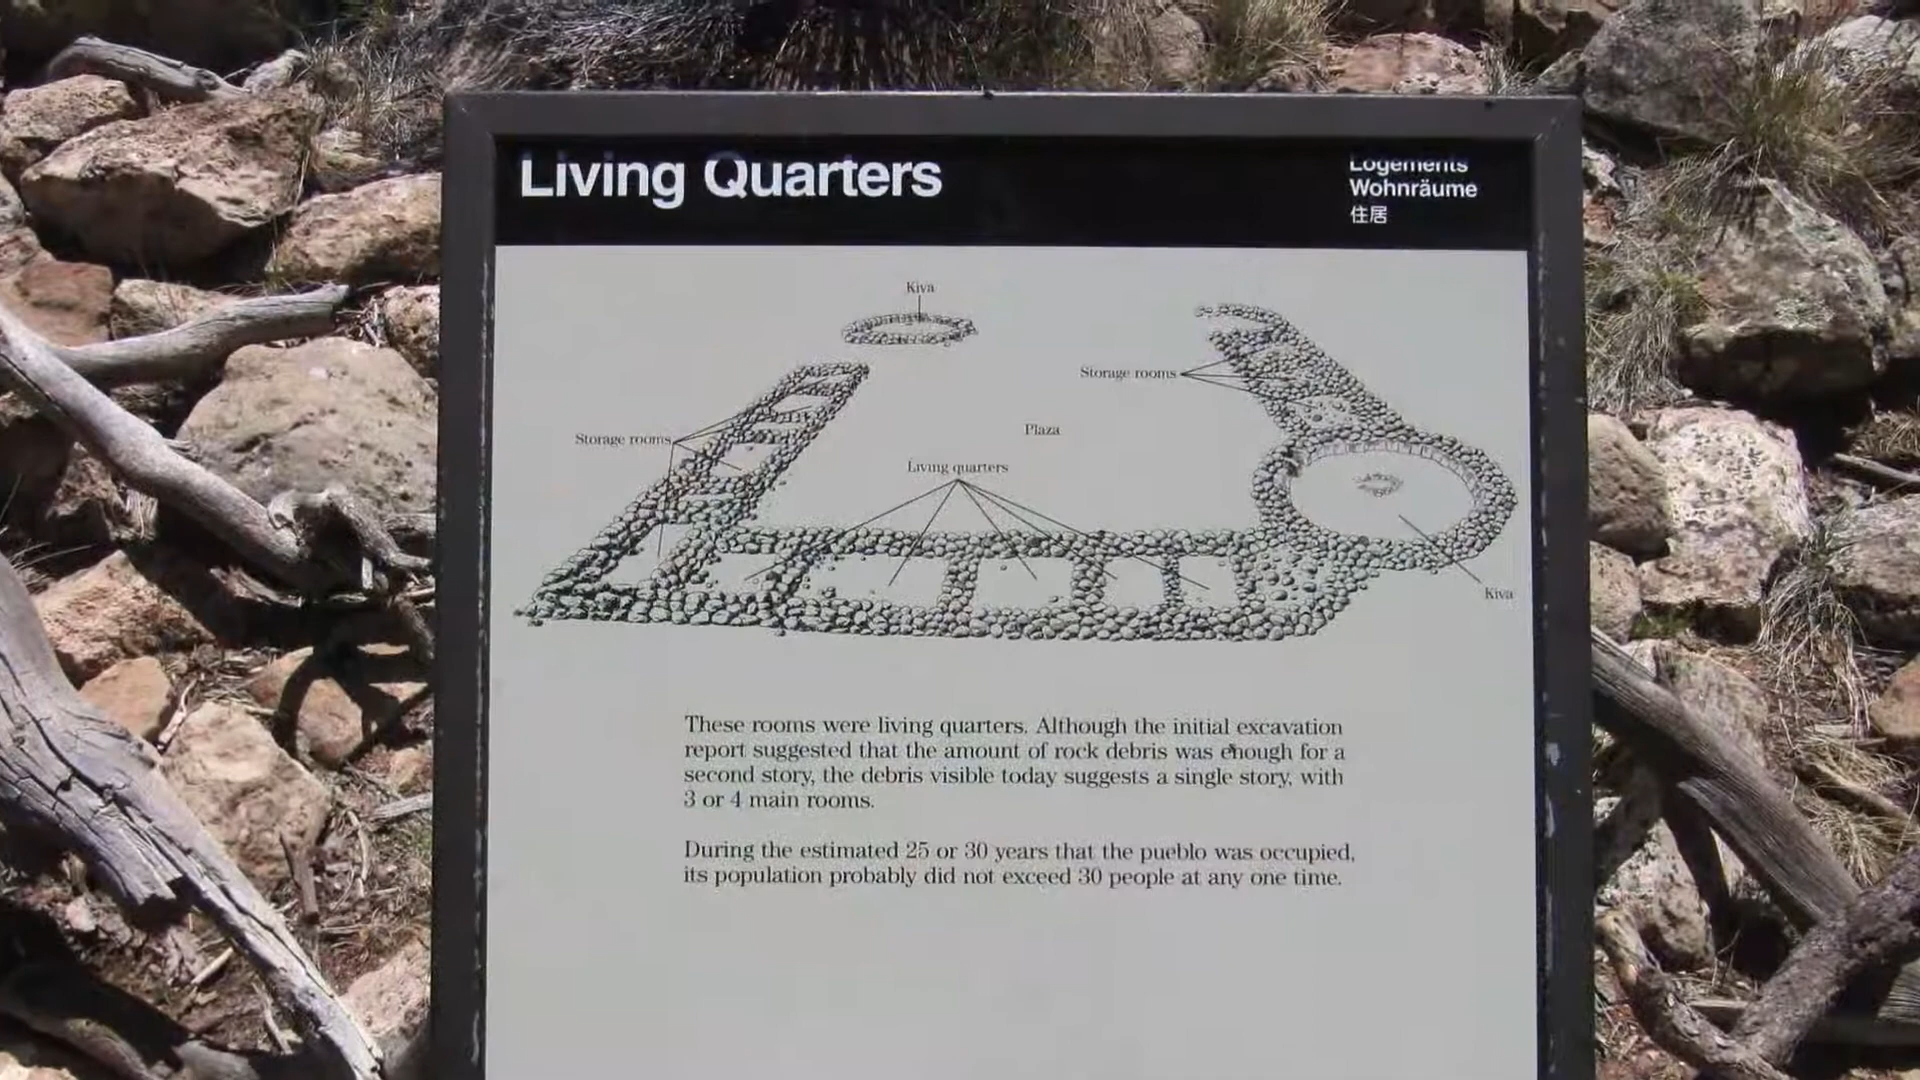 Living Quarters
Logements
Wohnräume
住居
Kiva
Storage rooms
Storage rooms
Plaza
Living quarters
Kiva
These rooms were living quarters. Although the initial excavation
report suggested that the amount of rock debris was enough for a
second story, the debris visible today suggests a single story, with
3 or 4 main rooms.
During the estimated 25 or 30 years that the pueblo was occupied,
its population probably did not exceed 30 people at any one time.